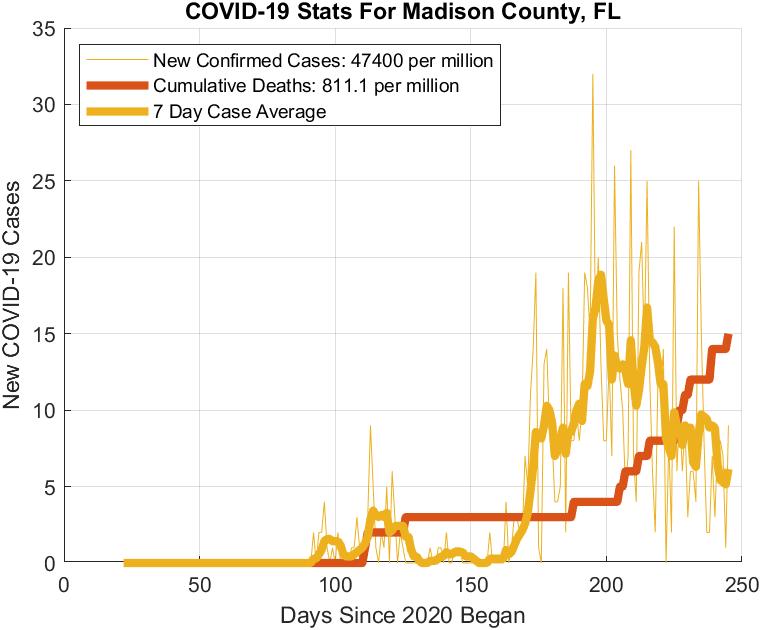 COVID-19 Stats For Madison County, FL
New Confirmed Cases: 47400 per million
Cumulative Deaths: 811.1 per million
7 Day Case Average
New COVID-19 Cases
35
30
25
20
15
10
5
0
0 50 100 150 200 250
Days Since 2020 Began